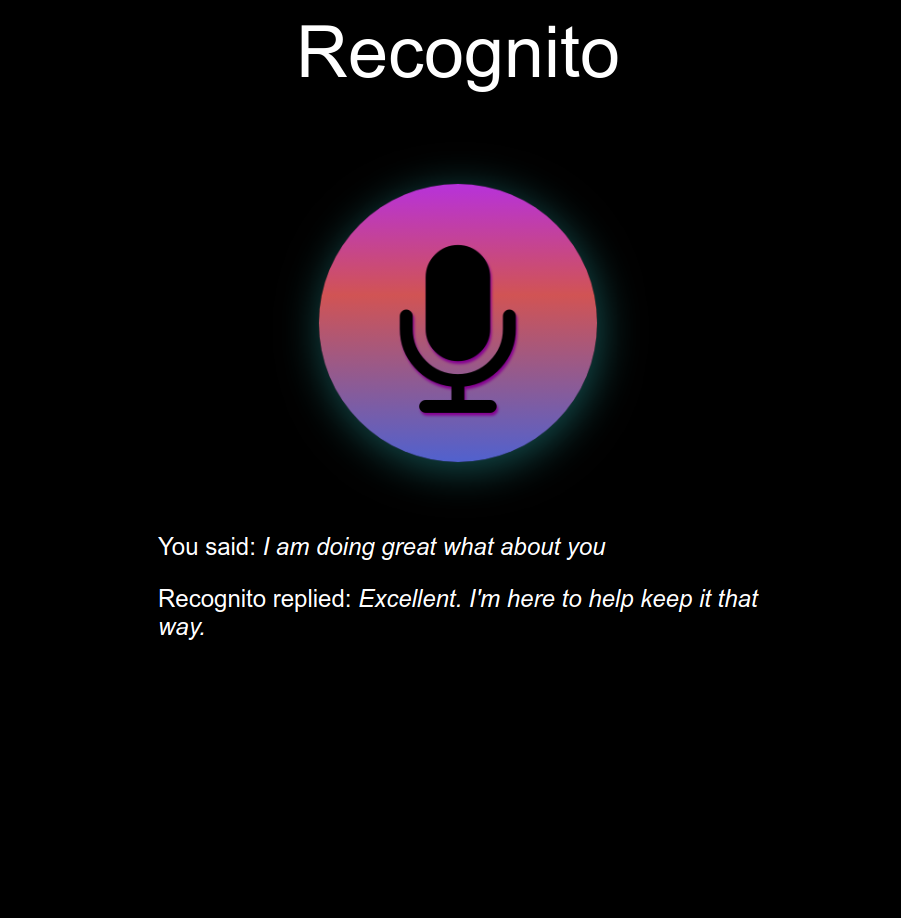 Recognito
You said: I am doing great what about you
Recognito replied: Excellent. I'm here to help keep it that
way.